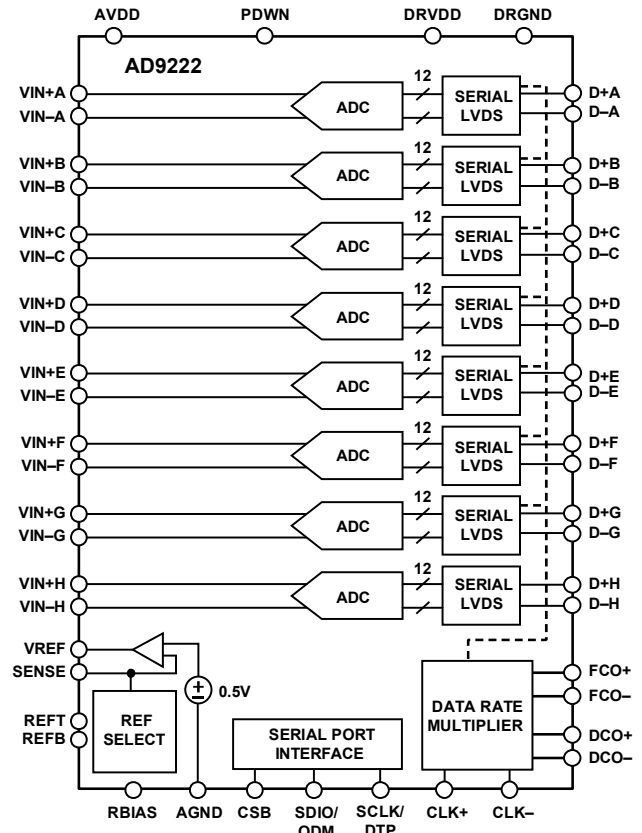 AVDD PDWN DRVDD DRGND
AD9222
VIN+A ADC 12 SERIAL LVDS D+A
VIN–A D–A
VIN+B ADC 12 SERIAL LVDS D+B
VIN–B D–B
VIN+C ADC 12 SERIAL LVDS D+C
VIN–C D–C
VIN+D ADC 12 SERIAL LVDS D+D
VIN–D D–D
VIN+E ADC 12 SERIAL LVDS D+E
VIN–E D–E
VIN+F ADC 12 SERIAL LVDS D+F
VIN–F D–F
VIN+G ADC 12 SERIAL LVDS D+G
VIN–G D–G
VIN+H ADC 12 SERIAL LVDS D+H
VIN–H D–H
VREF
SENSE
REFT
REFB
REF
SELECT
0.5V
SERIAL PORT
INTERFACE
DATA RATE
MULTIPLIER
FCO+
FCO–
DCO+
DCO–
RBIAS AGND CSB SDIO/ SCLK/ CLK+ CLK–
ODM DTP